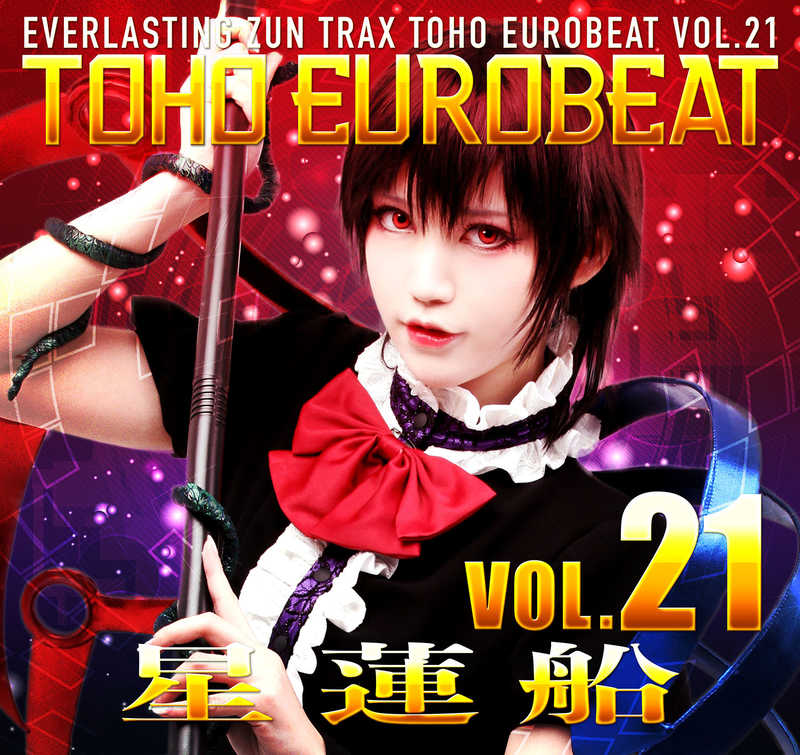 EVERLASTING ZUN TRAX TOHO EUROBEAT VOL.21
TOHO EUROBEAT
VOL.21
星蓮船